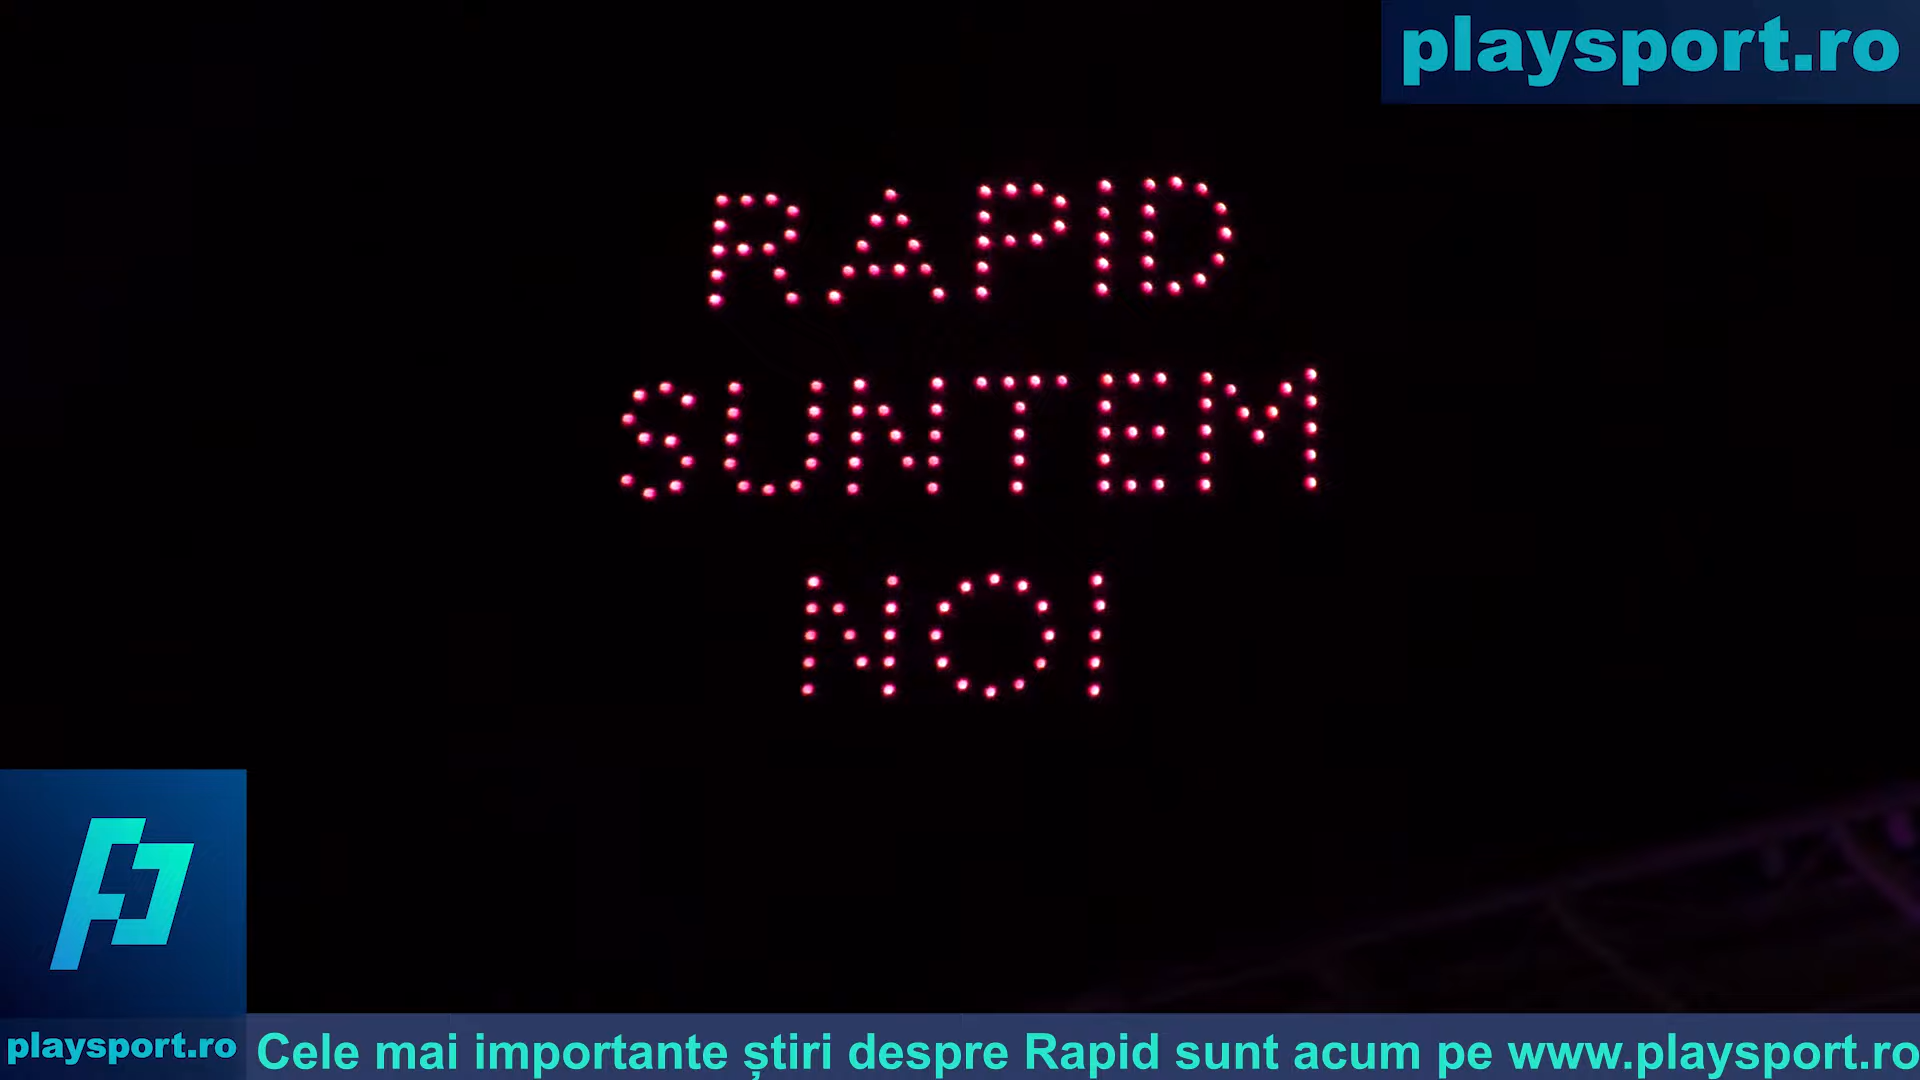 playsport.ro
RAPID
SUNTEM
NOI
playsport.ro
Cele mai importante știri despre Rapid sunt acum pe www.playsport.ro